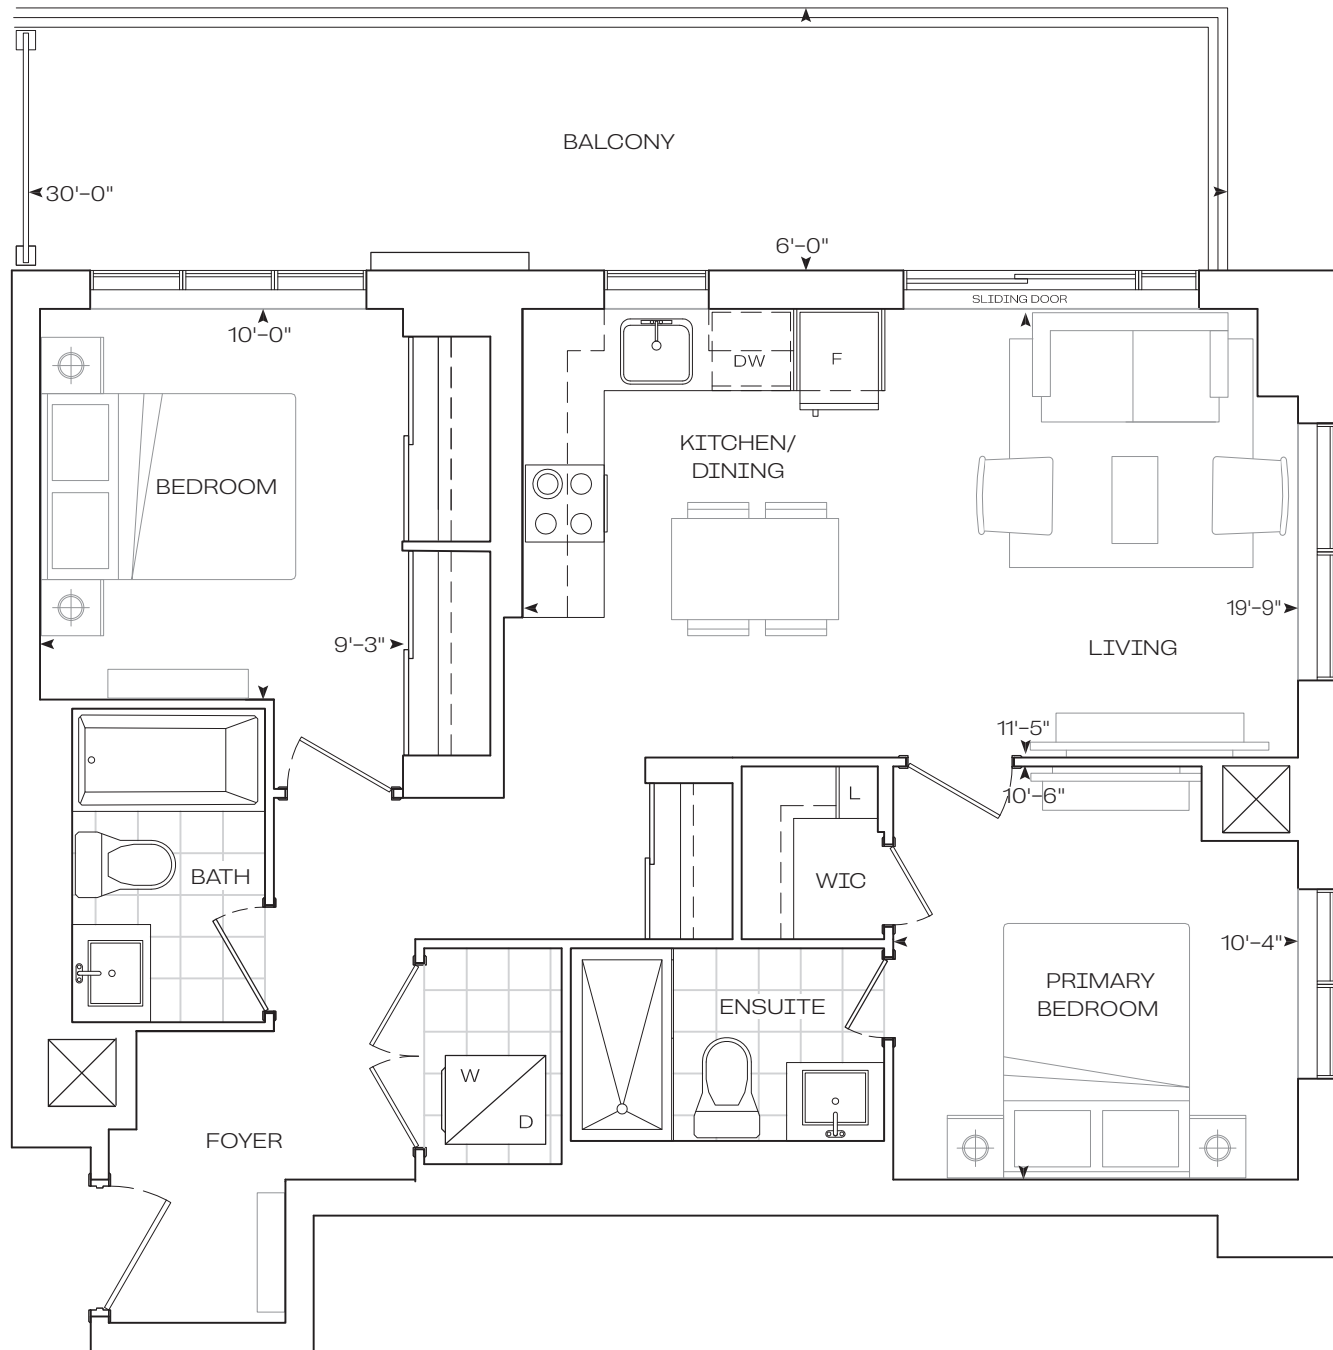 BALCONY
30'-0"
6'-0"
SLIDING DOOR
10'-0"
DW
F
KITCHEN/
DINING
BEDROOM
19'-9"
9'-3"
LIVING
11'-5"
10'-6"
L
BATH
WIC
10'-4"
PRIMARY
BEDROOM
ENSUITE
W
D
FOYER